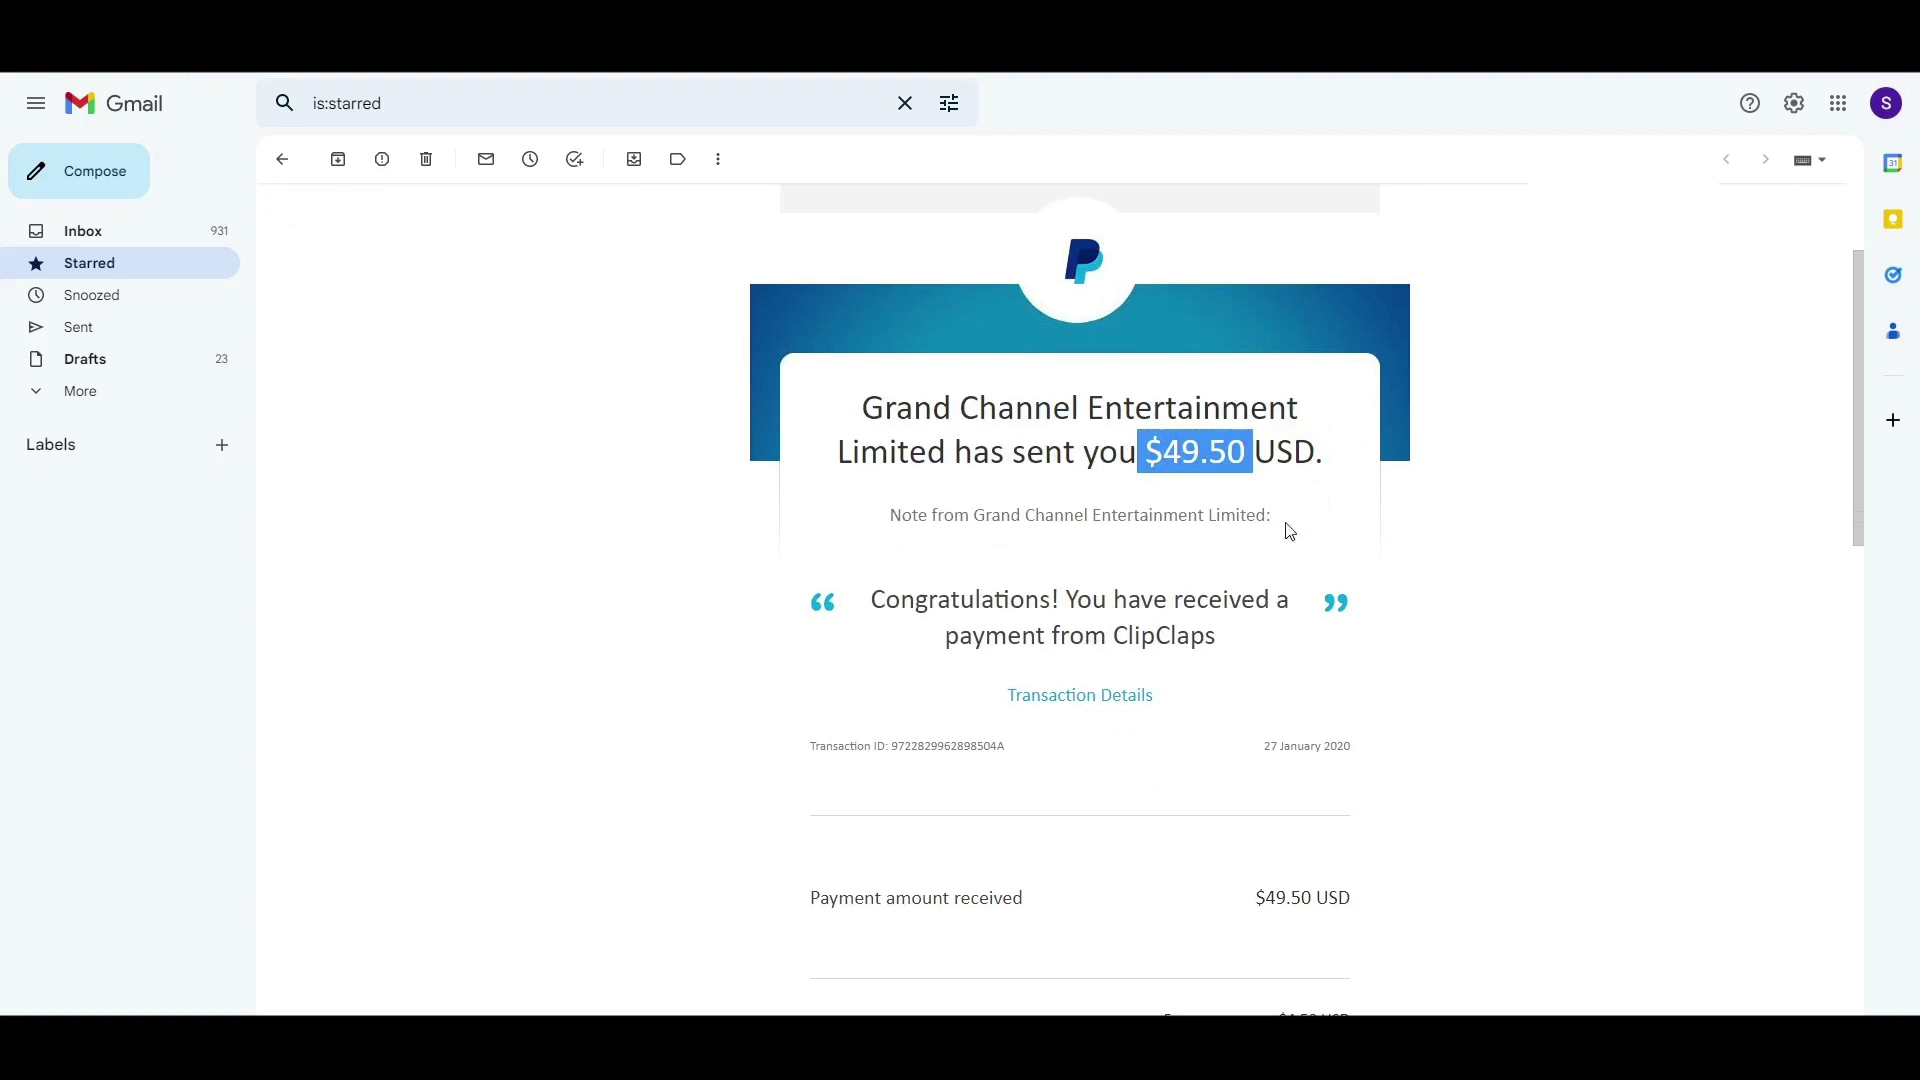 Gmail
is:starred
S
Compose
31
Inbox 931
Starred
Snoozed
Sent
Drafts 23
More
Labels
Grand Channel Entertainment
Limited has sent you $49.50 USD.
Note from Grand Channel Entertainment Limited:
“ Congratulations! You have received a ”
payment from ClipClaps
Transaction Details
Transaction ID: 9722829962898504A 27 January 2020
Payment amount received $49.50 USD